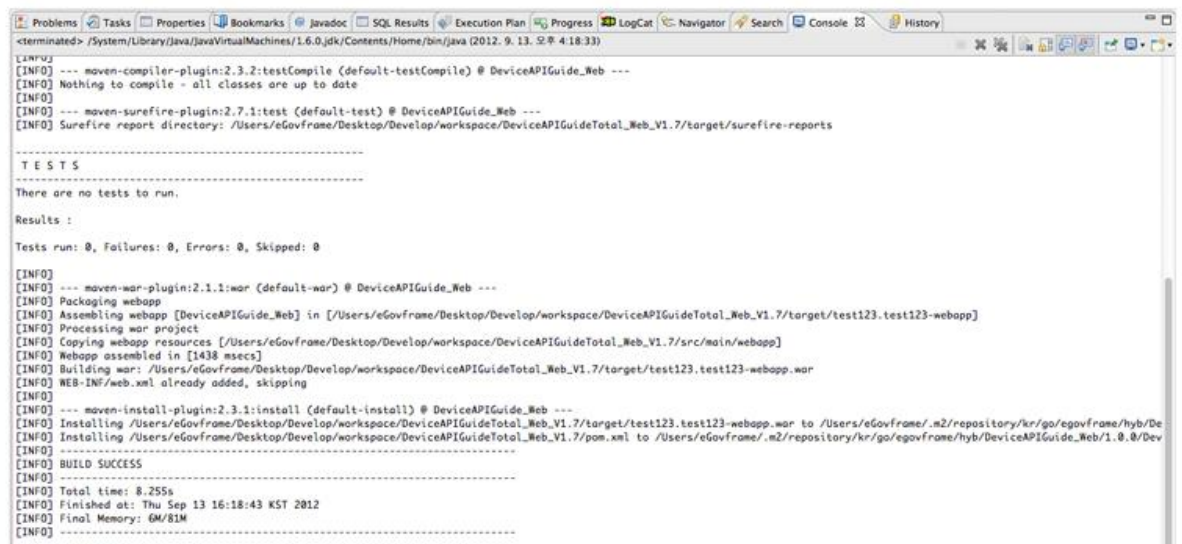 Problems Tasks Properties Bookmarks Javadoc SQL Results Execution Plan Progress LogCat Navigator Search Console History
<terminated> /System/Library/Java/JavaVirtualMachines/1.6.0.jdk/Contents/Home/bin/java (2012. 9. 13. 오후 4:18:33)
[INFO]
[INFO] --- maven-compiler-plugin:2.3.2:testCompile (default-testCompile) @ DeviceAPIGuide_Web ---
[INFO] Nothing to compile - all classes are up to date
[INFO]
[INFO] --- maven-surefire-plugin:2.7.1:test (default-test) @ DeviceAPIGuide_Web ---
[INFO] Surefire report directory: /Users/eGovframe/Desktop/Develop/workspace/DeviceAPIGuideTotal_Web_V1.7/target/surefire-reports
-------------------------------------------------------
T E S T S
-------------------------------------------------------
There are no tests to run.
Results :
Tests run: 0, Failures: 0, Errors: 0, Skipped: 0
[INFO]
[INFO] --- maven-war-plugin:2.1.1:war (default-war) @ DeviceAPIGuide_Web ---
[INFO] Packaging webapp
[INFO] Assembling webapp [DeviceAPIGuide_Web] in [/Users/eGovframe/Desktop/Develop/workspace/DeviceAPIGuideTotal_Web_V1.7/target/test123.test123-webapp]
[INFO] Processing war project
[INFO] Copying webapp resources [/Users/eGovframe/Desktop/Develop/workspace/DeviceAPIGuideTotal_Web_V1.7/src/main/webapp]
[INFO] Webapp assembled in [1438 msecs]
[INFO] Building war: /Users/eGovframe/Desktop/Develop/workspace/DeviceAPIGuideTotal_Web_V1.7/target/test123.test123-webapp.war
[INFO] WEB-INF/web.xml already added, skipping
[INFO]
[INFO] --- maven-install-plugin:2.3.1:install (default-install) @ DeviceAPIGuide_Web ---
[INFO] Installing /Users/eGovframe/Desktop/Develop/workspace/DeviceAPIGuideTotal_Web_V1.7/target/test123.test123-webapp.war to /Users/eGovframe/.m2/repository/kr/go/egovframe/hyb/De
[INFO] Installing /Users/eGovframe/Desktop/Develop/workspace/DeviceAPIGuideTotal_Web_V1.7/pom.xml to /Users/eGovframe/.m2/repository/kr/go/egovframe/hyb/DeviceAPIGuide_Web/1.0.0/Dev
[INFO] ------------------------------------------------------------------------
[INFO] BUILD SUCCESS
[INFO] ------------------------------------------------------------------------
[INFO] Total time: 8.255s
[INFO] Finished at: Thu Sep 13 16:18:43 KST 2012
[INFO] Final Memory: 6M/81M
[INFO] ------------------------------------------------------------------------